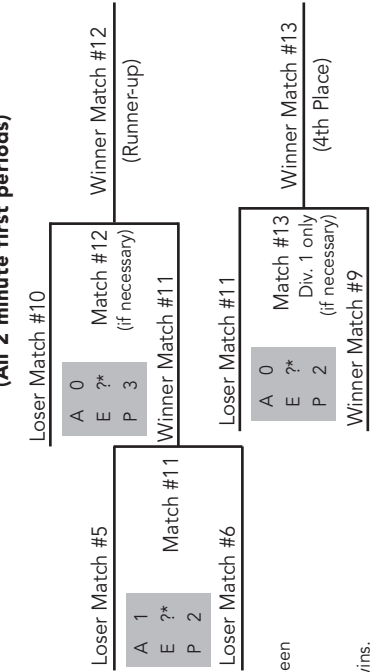 (All 2 minute first periods)
Loser Match #10
A 0
E ?*
P 3
Match #12
(if necessary)
Winner Match #12
(Runner-up)
Loser Match #5
A 1
E ?*
P 2
Match #11
Winner Match #11
Loser Match #6
Loser Match #11
A 0
E ?*
P 2
Match #13
Div. 1 only
(if necessary)
Winner Match #13
(4th Place)
Winner Match #9
een
vins.